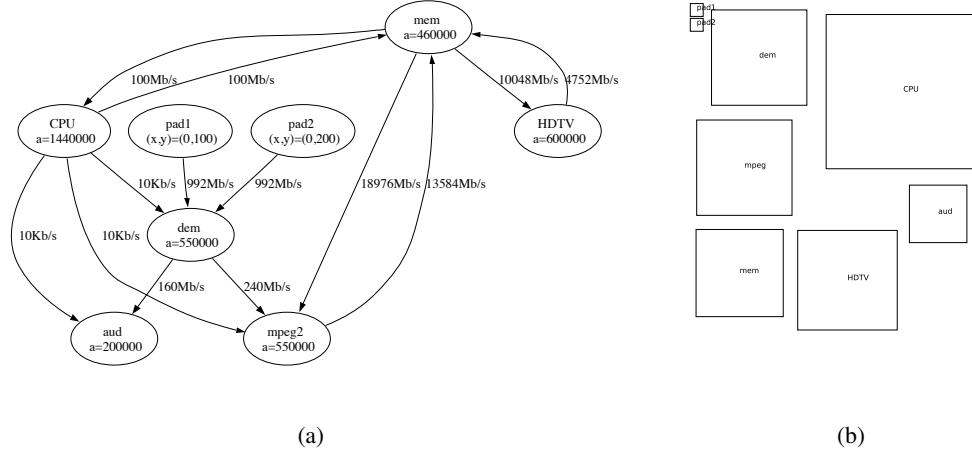 mem
a=460000
100Mb/s
100Mb/s
10048Mb/s
4752Mb/s
CPU
a=1440000
pad1
(x,y)=(0,100)
pad2
(x,y)=(0,200)
HDTV
a=600000
10Kb/s
992Mb/s
992Mb/s
18976Mb/s
13584Mb/s
10Kb/s
10Kb/s
dem
a=550000
160Mb/s
240Mb/s
aud
a=200000
mpeg2
a=550000
(a)
pad1
pad2
dem
CPU
mpeg
aud
mem
HDTV
(b)